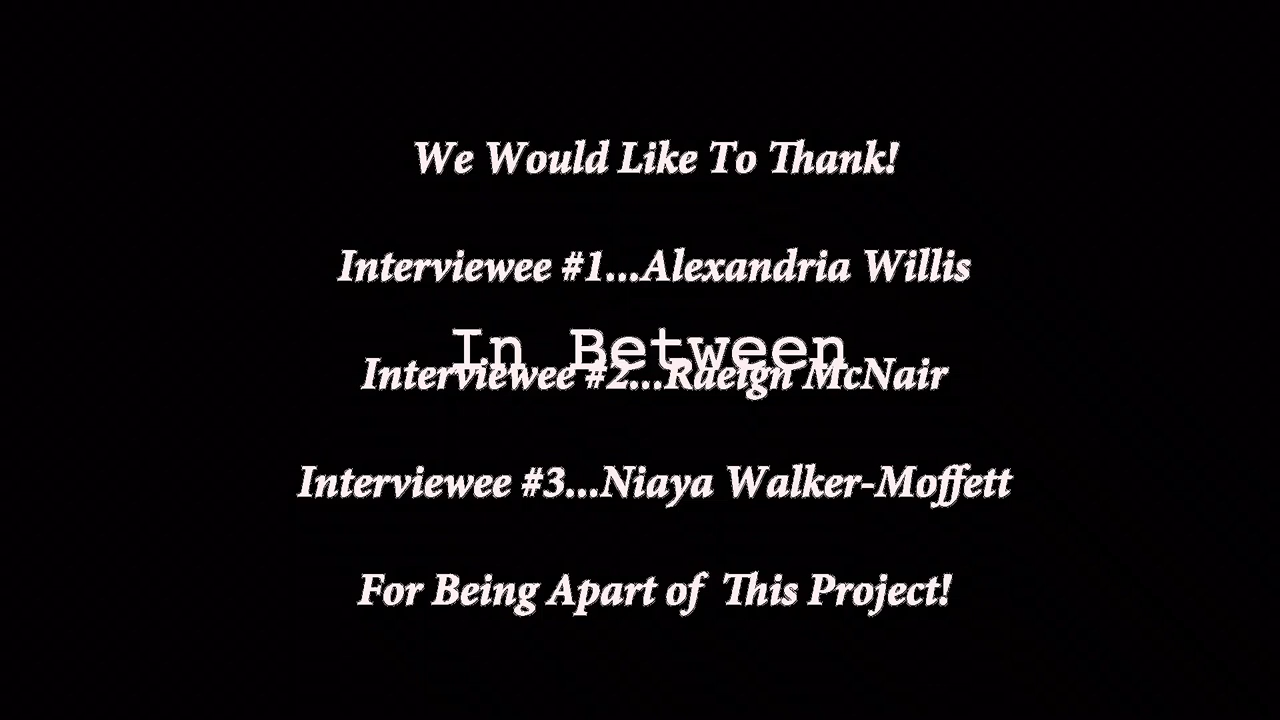 We Would Like To Thank!
Interviewee #1...Alexandria Willis
In Between
Interviewee #2...Raeign McNair
Interviewee #3...Niaya Walker-Moffett
For Being Apart of This Project!